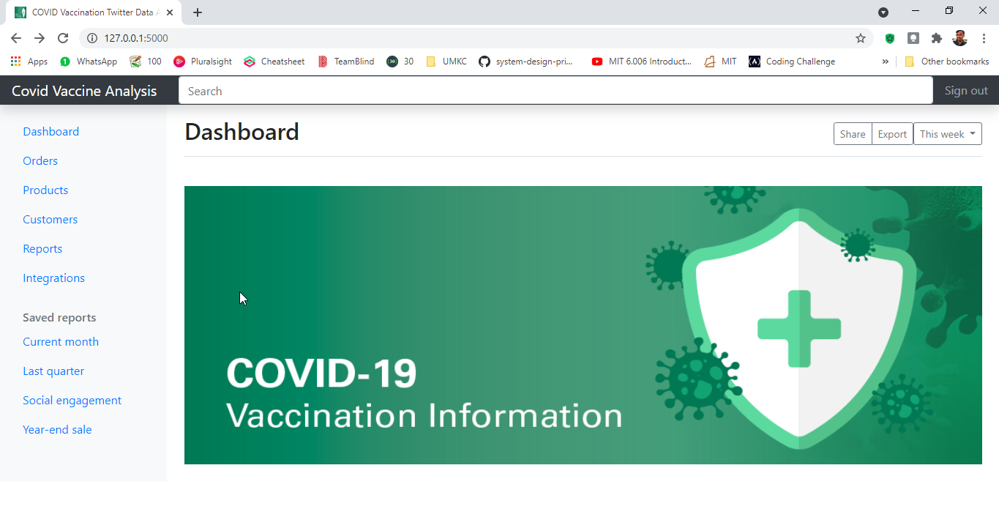 COVID Vaccination Twitter Data A
127.0.0.1:5000
Apps WhatsApp 100 Pluralsight Cheatsheet TeamBlind 30 UMKC system-design-pri... MIT 6.006 Introduct... MIT Coding Challenge » Other bookmarks
Covid Vaccine Analysis Search Sign out
Dashboard
Orders
Products
Customers
Reports
Integrations
Saved reports
Current month
Last quarter
Social engagement
Year-end sale
Dashboard
Share Export This week
COVID-19
Vaccination Information